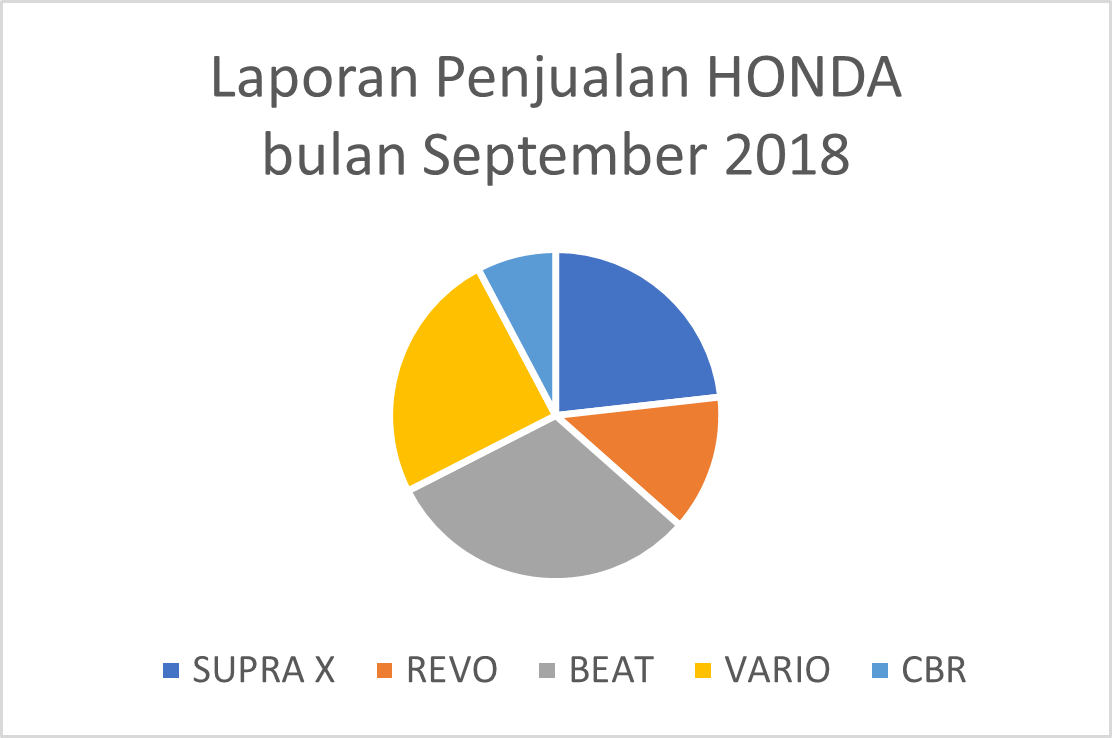 Laporan Penjualan HONDA
bulan September 2018
SUPRA X REVO BEAT VARIO CBR